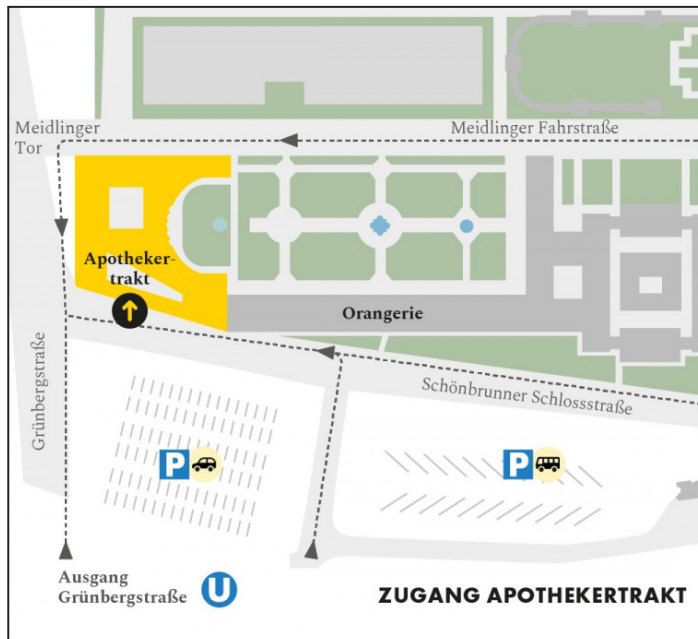 Meidlinger
Tor
Meidlinger Fahrstraße
Apotheker-
trakt
Orangerie
Grünbergstraße
Schönbrunner Schlossstraße
P
P
Ausgang
Grünbergstraße
U
ZUGANG APOTHEKERTRAKT